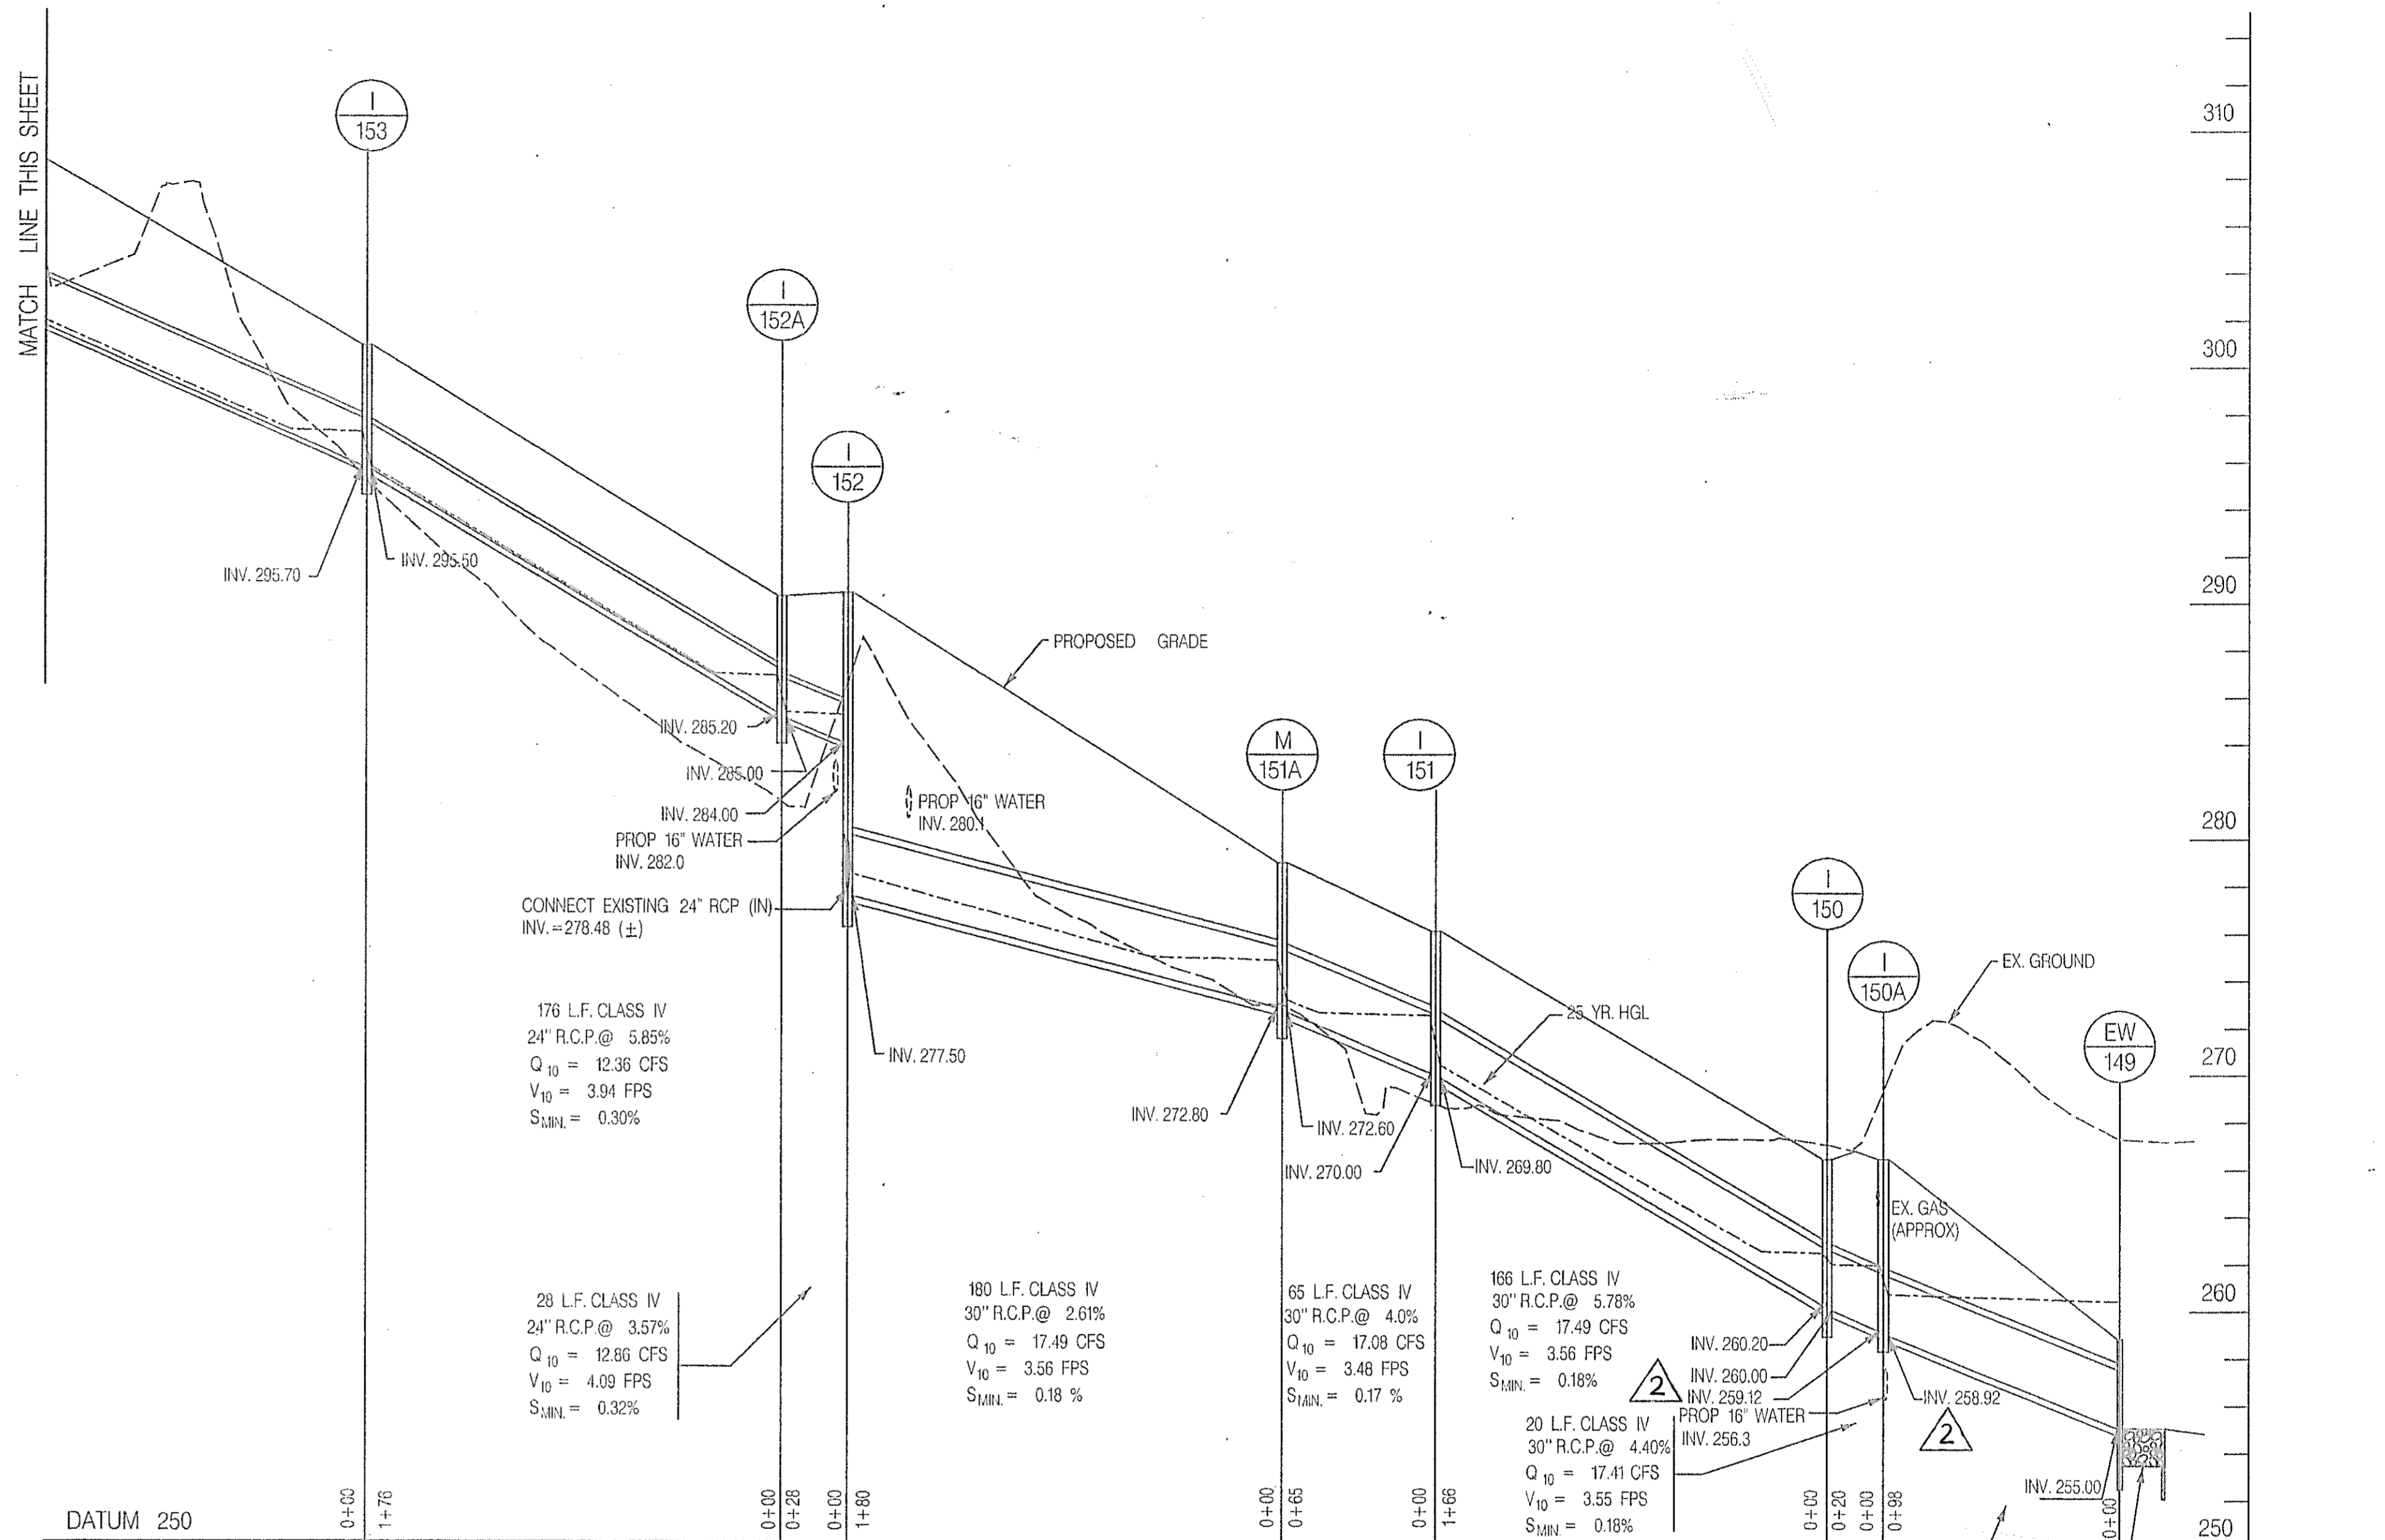 MATCH LINE THIS SHEET
I
153
I
152A
I
152
M
151A
I
151
I
150
I
150A
EW
149
310
300
290
280
270
260
250
INV. 295.70
INV. 295.50
PROPOSED GRADE
INV. 285.20
INV. 285.00
INV. 284.00
PROP 16" WATER
INV. 282.0
PROP 16" WATER
INV. 280.1
CONNECT EXISTING 24" RCP (IN)
INV.=278.48 (±)
INV. 277.50
EX. GROUND
25 YR. HGL
INV. 272.80
INV. 272.60
INV. 270.00
INV. 269.80
EX. GAS
(APPROX)
176 L.F. CLASS IV
24" R.C.P.@ 5.85%
Q 10 = 12.36 CFS
V10 = 3.94 FPS
SMIN. = 0.30%
28 L.F. CLASS IV
24" R.C.P.@ 3.57%
Q 10 = 12.86 CFS
V10 = 4.09 FPS
SMIN. = 0.32%
180 L.F. CLASS IV
30" R.C.P.@ 2.61%
Q 10 = 17.49 CFS
V10 = 3.56 FPS
SMIN. = 0.18 %
65 L.F. CLASS IV
30" R.C.P.@ 4.0%
Q 10 = 17.08 CFS
V10 = 3.48 FPS
SMIN. = 0.17 %
166 L.F. CLASS IV
30" R.C.P.@ 5.78%
Q 10 = 17.49 CFS
V10 = 3.56 FPS
SMIN. = 0.18%
20 L.F. CLASS IV
30" R.C.P.@ 4.40%
Q 10 = 17.41 CFS
V10 = 3.55 FPS
SMIN. = 0.18%
INV. 260.20
INV. 260.00
2
INV. 259.12
PROP 16" WATER
INV. 256.3
INV. 258.92
2
INV. 255.00
DATUM 250
0+00
1+76
0+00
0+28
0+00
1+80
0+00
0+65
0+00
1+66
0+00
0+20
0+00
0+98
0+00